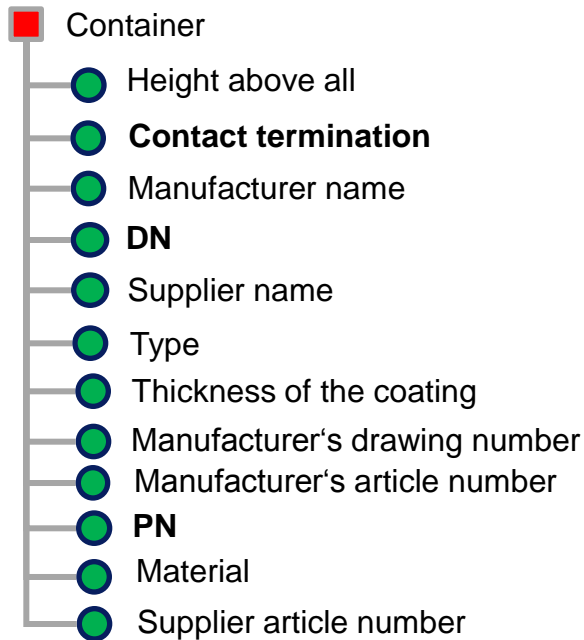 Container
Height above all
Contact termination
Manufacturer name
DN
Supplier name
Type
Thickness of the coating
Manufacturer‘s drawing number
Manufacturer‘s article number
PN
Material
Supplier article number